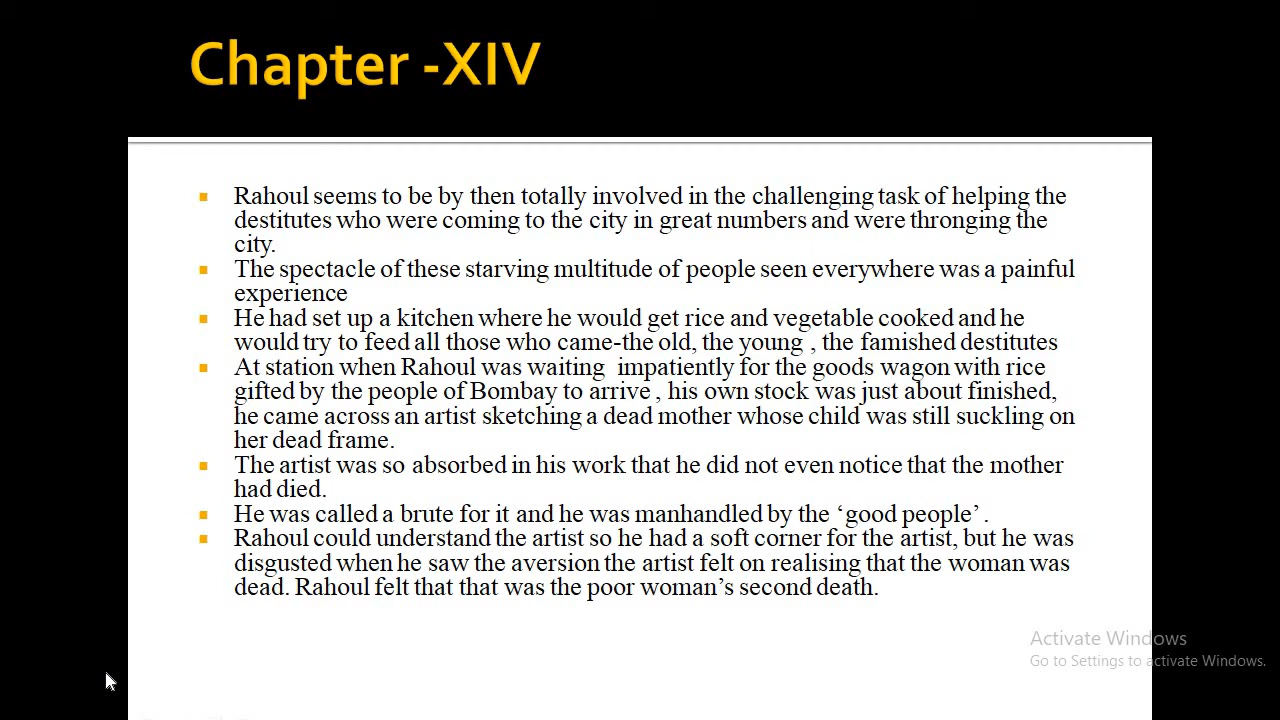 Chapter -XIV
Rahoul seems to be by then totally involved in the challenging task of helping the
destitutes who were coming to the city in great numbers and were thronging the
city.
The spectacle of these starving multitude of people seen everywhere was a painful
experience
He had set up a kitchen where he would get rice and vegetable cooked and he
would try to feed all those who came-the old, the young , the famished destitutes
At station when Rahoul was waiting  impatiently for the goods wagon with rice
gifted by the people of Bombay to arrive , his own stock was just about finished,
he came across an artist sketching a dead mother whose child was still suckling on
her dead frame.
The artist was so absorbed in his work that he did not even notice that the mother
had died.
He was called a brute for it and he was manhandled by the ‘good people’ .
Rahoul could understand the artist so he had a soft corner for the artist, but he was
disgusted when he saw the aversion the artist felt on realising that the woman was
dead. Rahoul felt that that was the poor woman’s second death.
Activate Windows
Go to Settings to activate Windows.